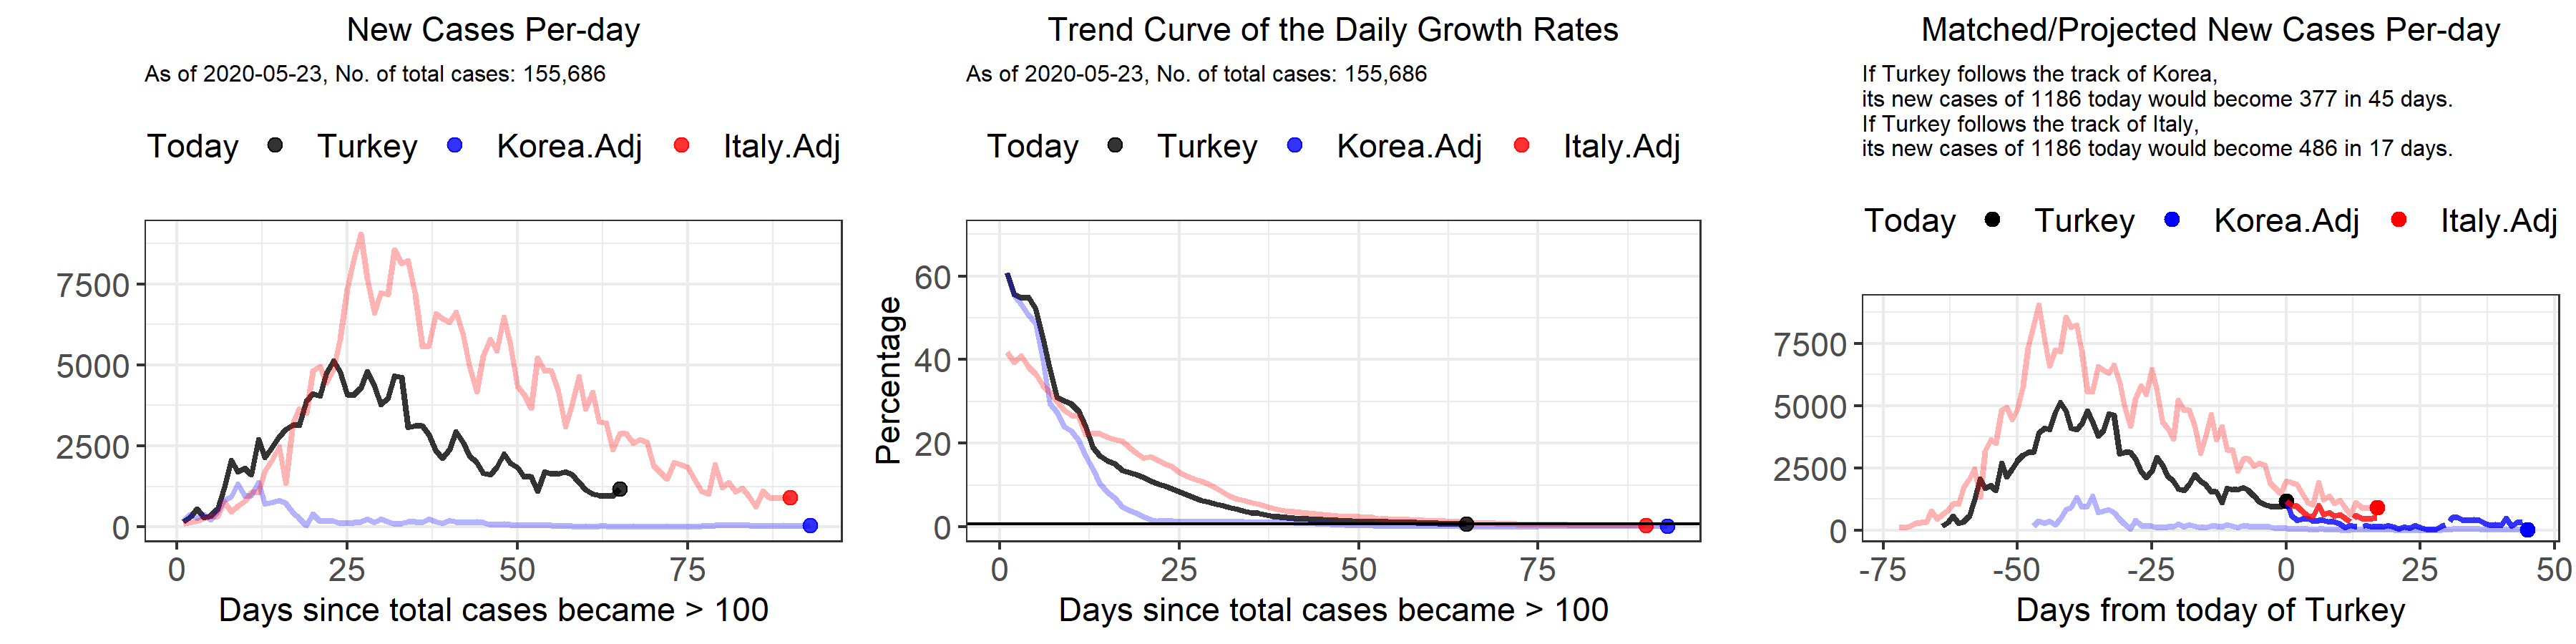 New Cases Per-day
As of 2020-05-23, No. of total cases: 155,686
Today Turkey Korea.Adj Italy.Adj
7500
5000
2500
0
0 25 50 75
Days since total cases became > 100
Trend Curve of the Daily Growth Rates
As of 2020-05-23, No. of total cases: 155,686
Today Turkey Korea.Adj Italy.Adj
Percentage
60
40
20
0
0 25 50 75
Days since total cases became > 100
Matched/Projected New Cases Per-day
If Turkey follows the track of Korea,
its new cases of 1186 today would become 377 in 45 days.
If Turkey follows the track of Italy,
its new cases of 1186 today would become 486 in 17 days.
Today Turkey Korea.Adj Italy.Adj
7500
5000
2500
0
-75 -50 -25 0 25 50
Days from today of Turkey